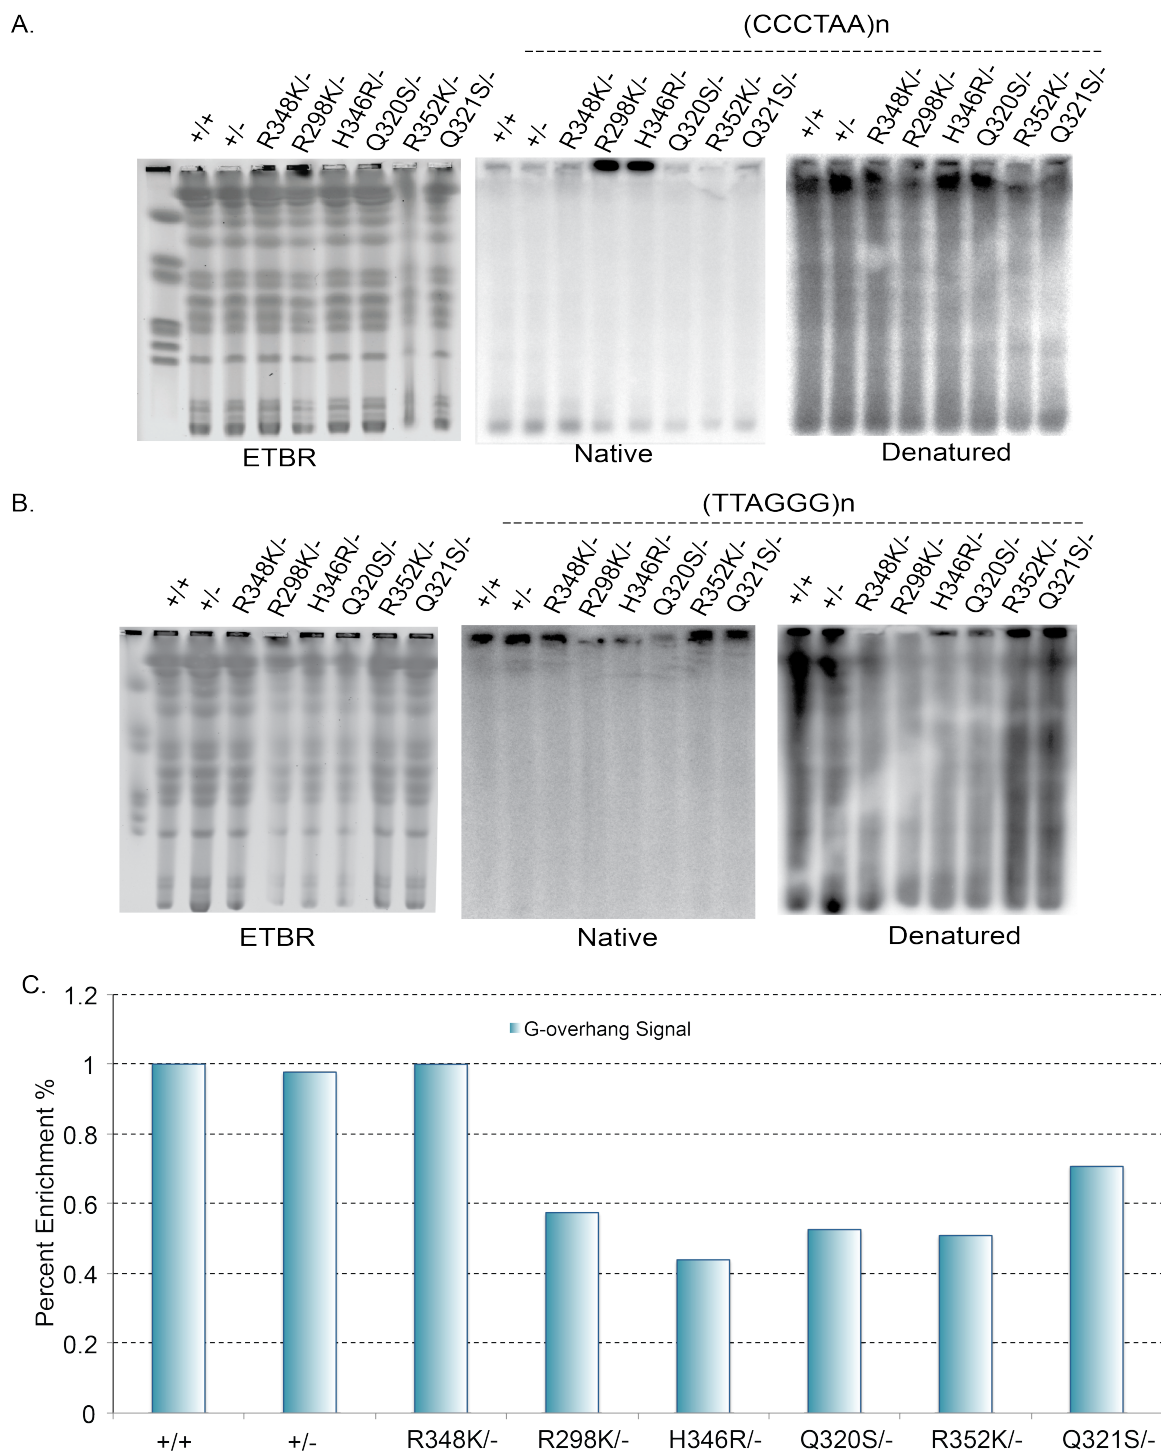 A.
(CCCTAA)n
+/+ +/- R348K/- R298K/- H346R/- Q320S/- R352K/- Q321S/-
+/+ +/- R348K/- R298K/- H346R/- Q320S/- R352K/- Q321S/-
+/+ +/- R348K/- R298K/- H346R/- Q320S/- R352K/- Q321S/-
ETBR
Native
Denatured
B.
(TTAGGG)n
+/+ +/- R348K/- R298K/- H346R/- Q320S/- R352K/- Q321S/-
+/+ +/- R348K/- R298K/- H346R/- Q320S/- R352K/- Q321S/-
+/+ +/- R348K/- R298K/- H346R/- Q320S/- R352K/- Q321S/-
ETBR
Native
Denatured
C.
Percent Enrichment %
1.2
1
0.8
0.6
0.4
0.2
0
G-overhang Signal
+/+ +/- R348K/- R298K/- H346R/- Q320S/- R352K/- Q321S/-